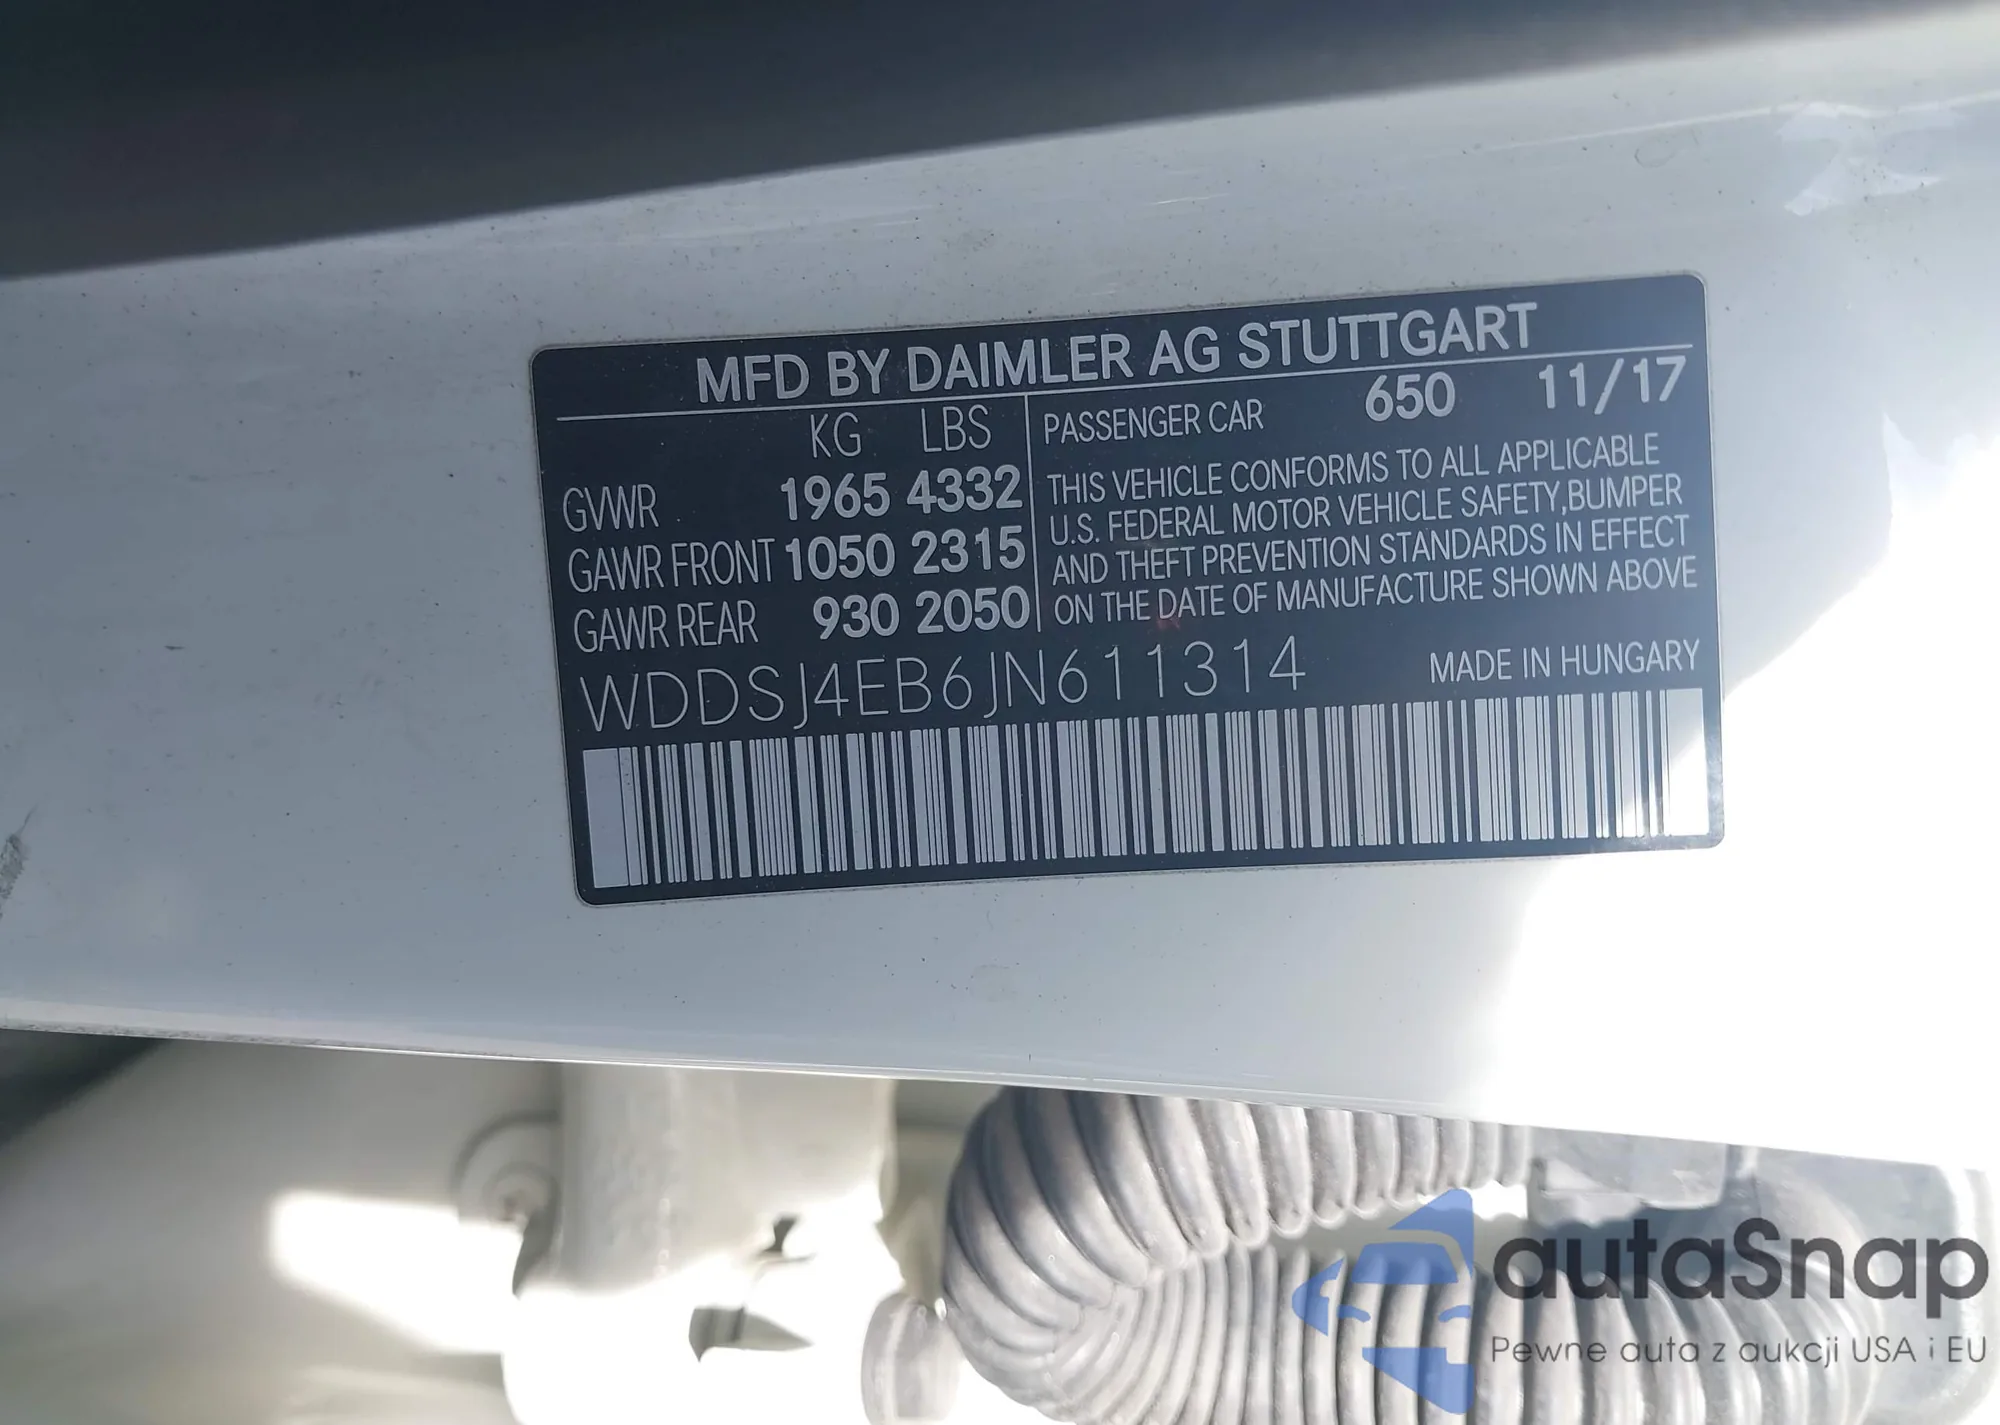 MFD BY DAIMLER AG STUTTGART
KG LBS
GVWR 1965 4332
GAWR FRONT 1050 2315
GAWR REAR 930 2050
PASSENGER CAR 650 11/17
THIS VEHICLE CONFORMS TO ALL APPLICABLE
U.S. FEDERAL MOTOR VEHICLE SAFETY,BUMPER
AND THEFT PREVENTION STANDARDS IN EFFECT
ON THE DATE OF MANUFACTURE SHOWN ABOVE
WDDSJ4EB6JN611314
MADE IN HUNGARY
autaSnap
Pewne auta z aukcji USA i EU